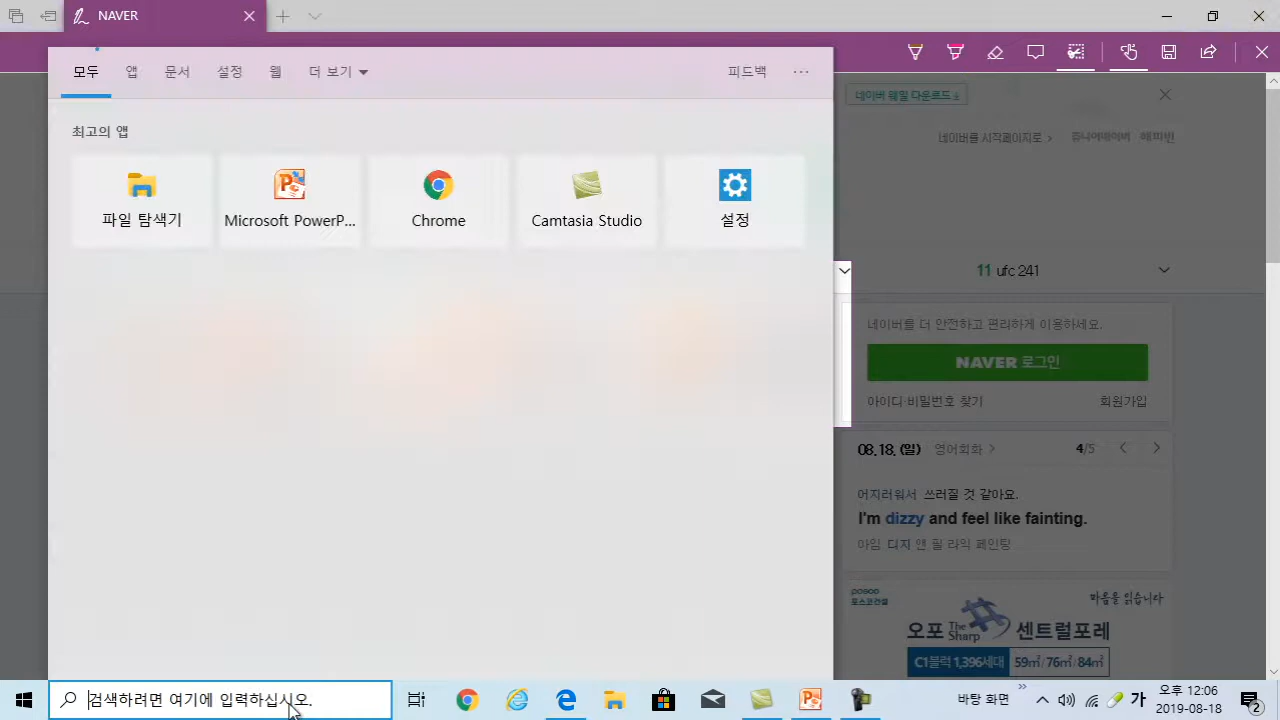 NAVER
모두 앱 문서 설정 웹 더 보기 피드백
최고의 앱
파일 탐색기 Microsoft PowerP... Chrome Camtasia Studio 설정
네이버 웨일 다운로드
네이버를 시작페이지로 쥬니어네이버 해피빈
11 ufc 241
네이버를 더 안전하고 편리하게 이용하세요.
NAVER 로그인
아이디·비밀번호 찾기 회원가입
08.18.(일) 영어회화 4/5
어지러워서 쓰러질 것 같아요.
I'm dizzy and feel like fainting.
아임 디지 앤 필 라익 페인팅
posco
포스코건설
마음을 읽습니다
오포 The Sharp 센트럴포레
C1블럭 1,396세대 59㎡/76㎡/84㎡
검색하려면 여기에 입력하십시오.
바탕 화면 가 오후 12:06
2019-08-18
2